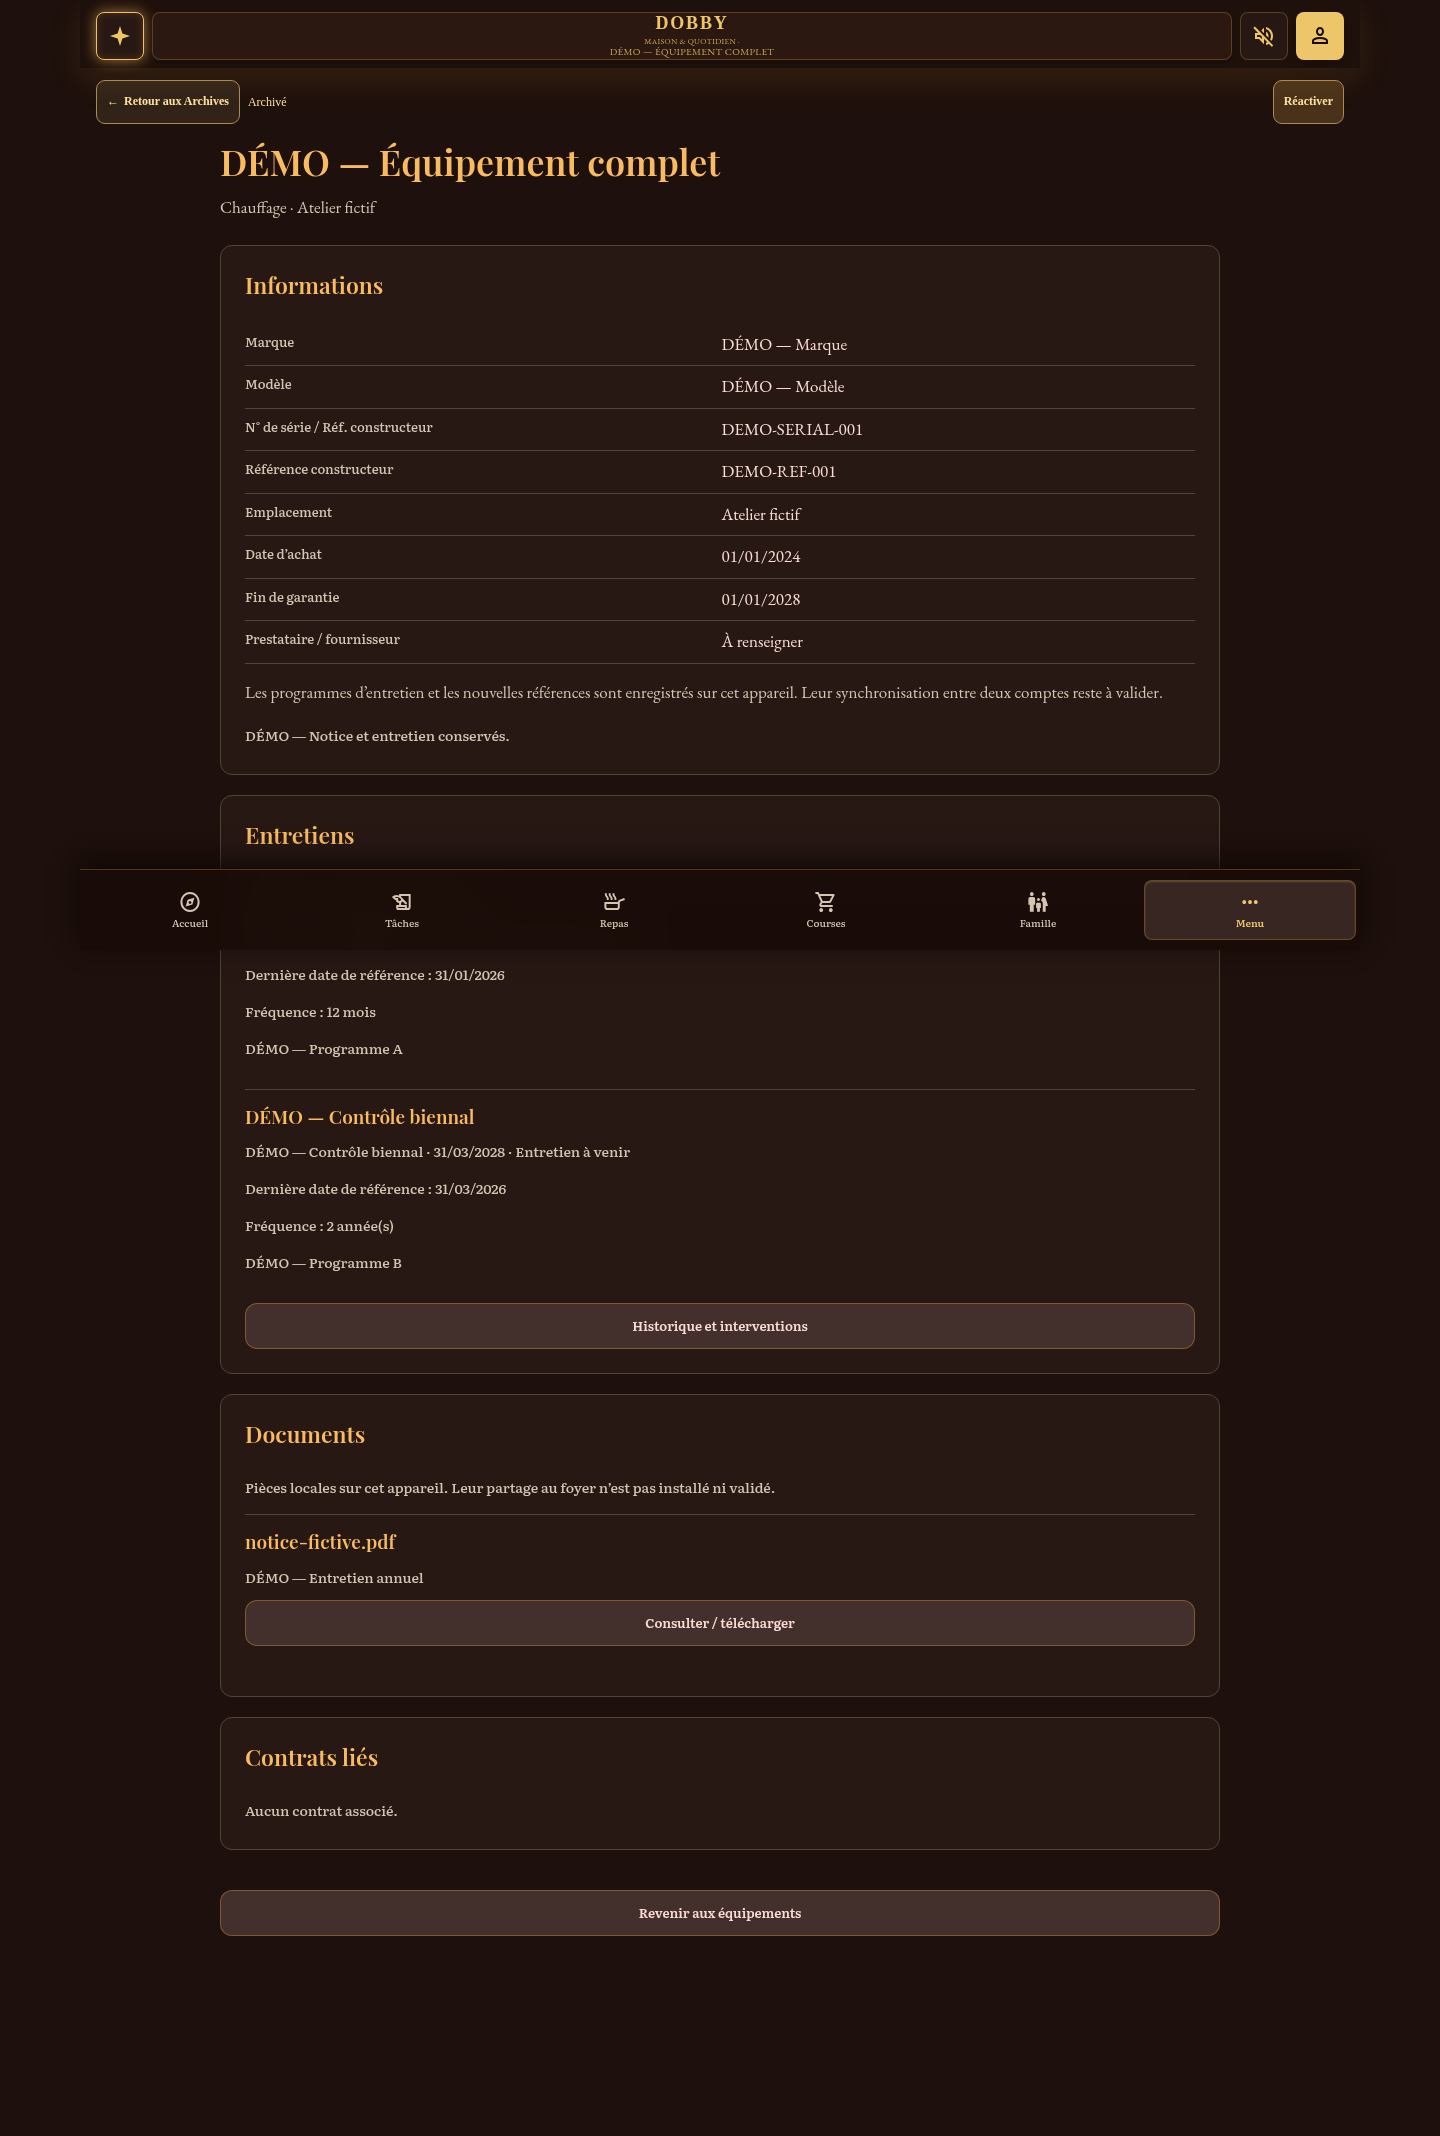 DOBBY
MAISON & QUOTIDIEN ·
DÉMO — ÉQUIPEMENT COMPLET
← Retour aux Archives
Archivé
Réactiver
DÉMO — Équipement complet
Chauffage · Atelier fictif
Informations
Marque
DÉMO — Marque
Modèle
DÉMO — Modèle
N° de série / Réf. constructeur
DEMO-SERIAL-001
Référence constructeur
DEMO-REF-001
Emplacement
Atelier fictif
Date d’achat
01/01/2024
Fin de garantie
01/01/2028
Prestataire / fournisseur
À renseigner
Les programmes d’entretien et les nouvelles références sont enregistrés sur cet appareil. Leur synchronisation entre deux comptes reste à valider.
DÉMO — Notice et entretien conservés.
Entretiens
Accueil
Tâches
Repas
Courses
Famille
Menu
Dernière date de référence : 31/01/2026
Fréquence : 12 mois
DÉMO — Programme A
DÉMO — Contrôle biennal
DÉMO — Contrôle biennal · 31/03/2028 · Entretien à venir
Dernière date de référence : 31/03/2026
Fréquence : 2 année(s)
DÉMO — Programme B
Historique et interventions
Documents
Pièces locales sur cet appareil. Leur partage au foyer n’est pas installé ni validé.
notice-fictive.pdf
DÉMO — Entretien annuel
Consulter / télécharger
Contrats liés
Aucun contrat associé.
Revenir aux équipements